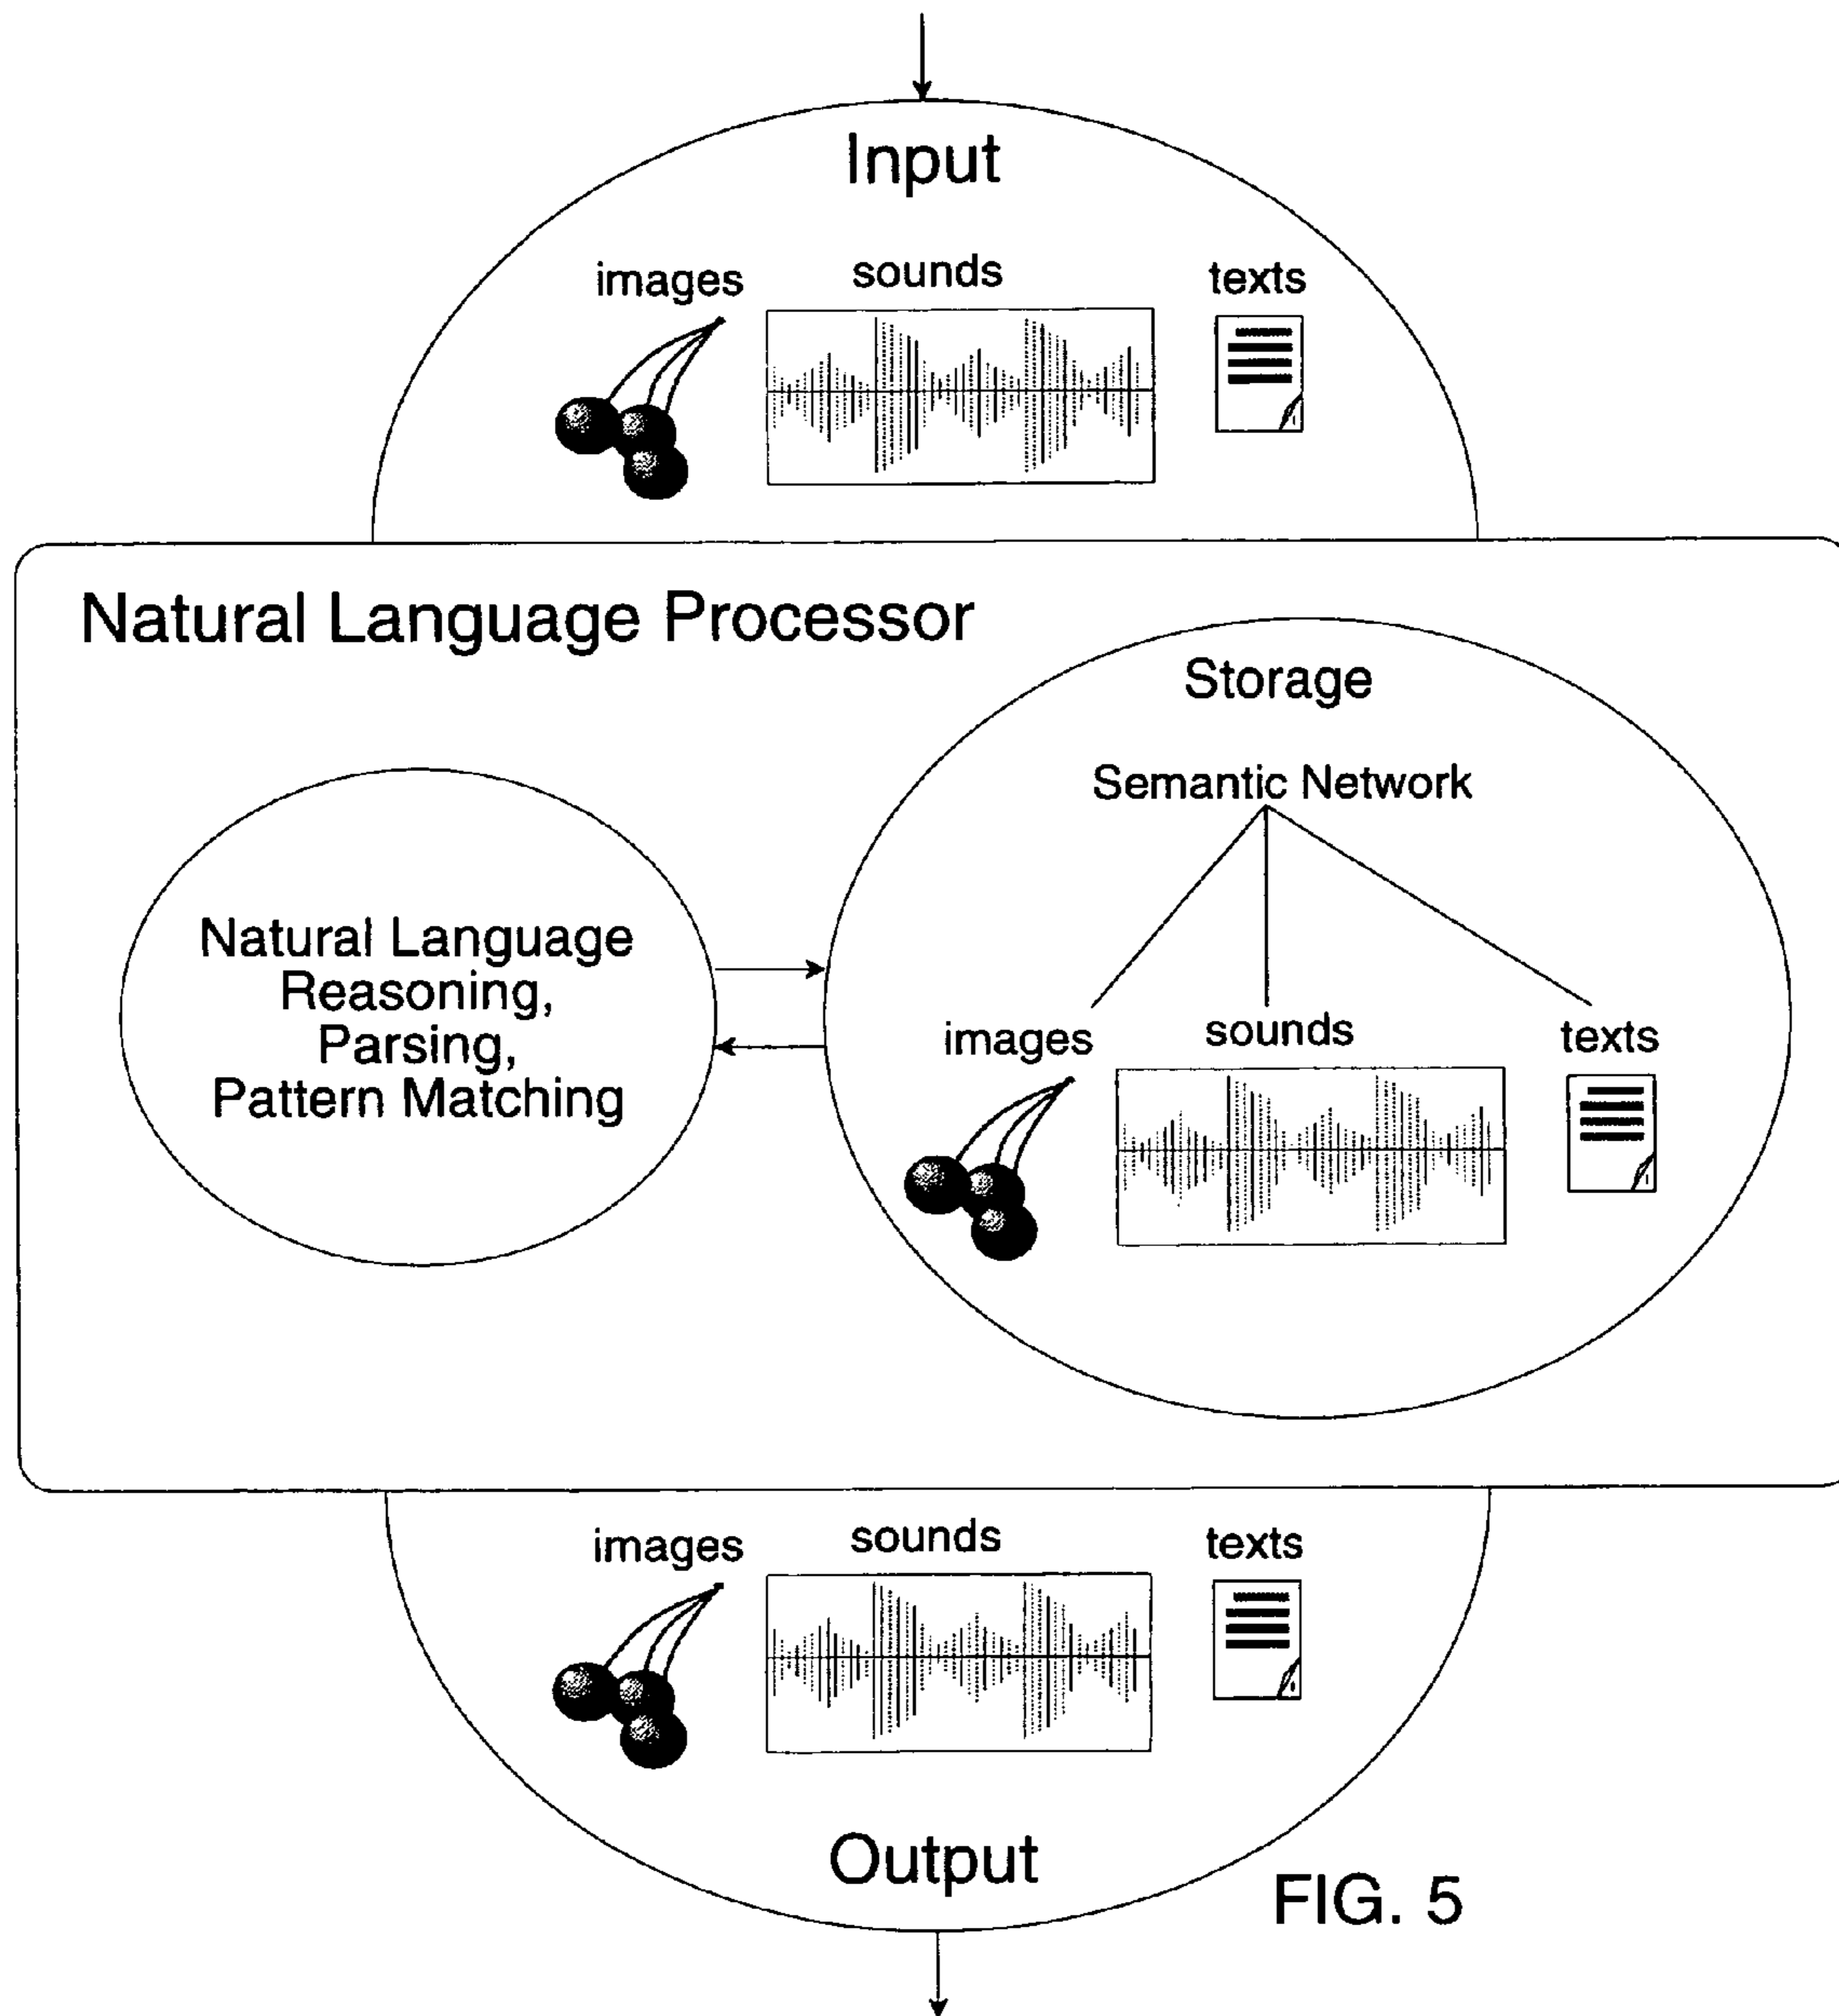 Input
images sounds texts
Natural Language Processor
Storage
Semantic Network
Natural Language
Reasoning,
Parsing,
Pattern Matching
images sounds texts
images sounds texts
Output
FIG. 5